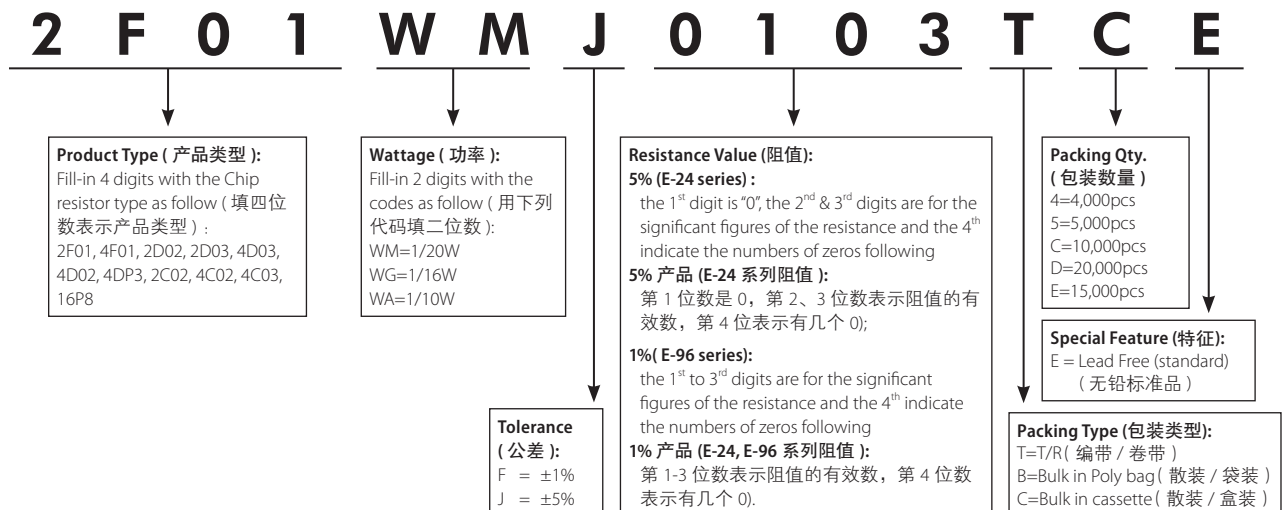 2F01 WM J 0103 T C E
Product Type ( 产品类型 ):
Fill-in 4 digits with the Chip
resistor type as follow ( 填四位
数表示产品类型 ) :
2F01, 4F01, 2D02, 2D03, 4D03,
4D02, 4DP3, 2C02, 4C02, 4C03,
16P8
Wattage ( 功率 ):
Fill-in 2 digits with the
codes as follow ( 用下列
代码填二位数 ):
WM=1/20W
WG=1/16W
WA=1/10W
Tolerance
( 公差 ):
F = ±1%
J = ±5%
Resistance Value (阻值):
5% (E-24 series) :
the 1st digit is "0", the 2nd & 3rd digits are for the
significant figures of the resistance and the 4th
indicate the numbers of zeros following
5% 产品 (E-24 系列阻值 ):
第 1 位数是 0，第 2、3 位数表示阻值的有
效数，第 4 位表示有几个 0);
1%( E-96 series):
the 1st to 3rd digits are for the significant
figures of the resistance and the 4th indicate
the numbers of zeros following
1% 产品 (E-24, E-96 系列阻值 ):
第 1-3 位数表示阻值的有效数，第 4 位数
表示有几个 0).
Packing Qty.
( 包装数量 )
4=4,000pcs
5=5,000pcs
C=10,000pcs
D=20,000pcs
E=15,000pcs
Special Feature (特征):
E = Lead Free (standard)
( 无铅标准品 )
Packing Type (包装类型):
T=T/R( 编带 / 卷带 )
B=Bulk in Poly bag( 散装 / 袋装 )
C=Bulk in cassette( 散装 / 盒装 )